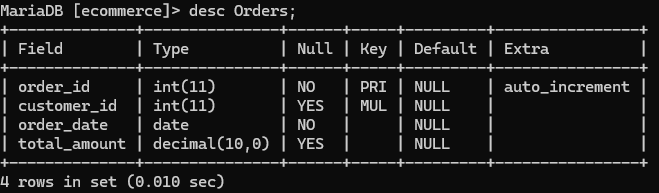 MariaDB [ecommerce]> desc Orders;
+--------------+---------------+------+-----+---------+----------------+
| Field        | Type          | Null | Key | Default | Extra          |
+--------------+---------------+------+-----+---------+----------------+
| order_id     | int(11)       | NO   | PRI | NULL    | auto_increment |
| customer_id  | int(11)       | YES  | MUL | NULL    |                |
| order_date   | date          | NO   |     | NULL    |                |
| total_amount | decimal(10,0) | YES  |     | NULL    |                |
+--------------+---------------+------+-----+---------+----------------+
4 rows in set (0.010 sec)